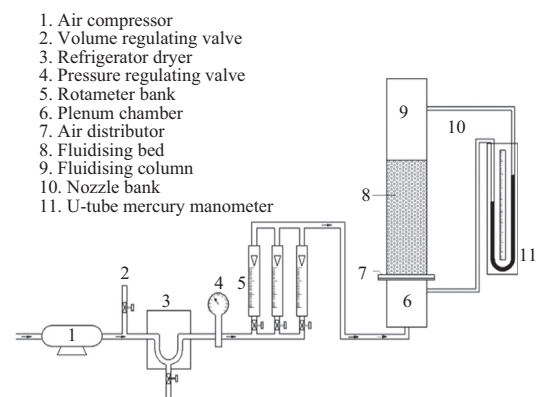 1. Air compressor
2. Volume regulating valve
3. Refrigerator dryer
4. Pressure regulating valve
5. Rotameter bank
6. Plenum chamber
7. Air distributor
8. Fluidising bed
9. Fluidising column
10. Nozzle bank
11. U-tube mercury manometer
9
10
8
11
7
2
3
4
5
6
1